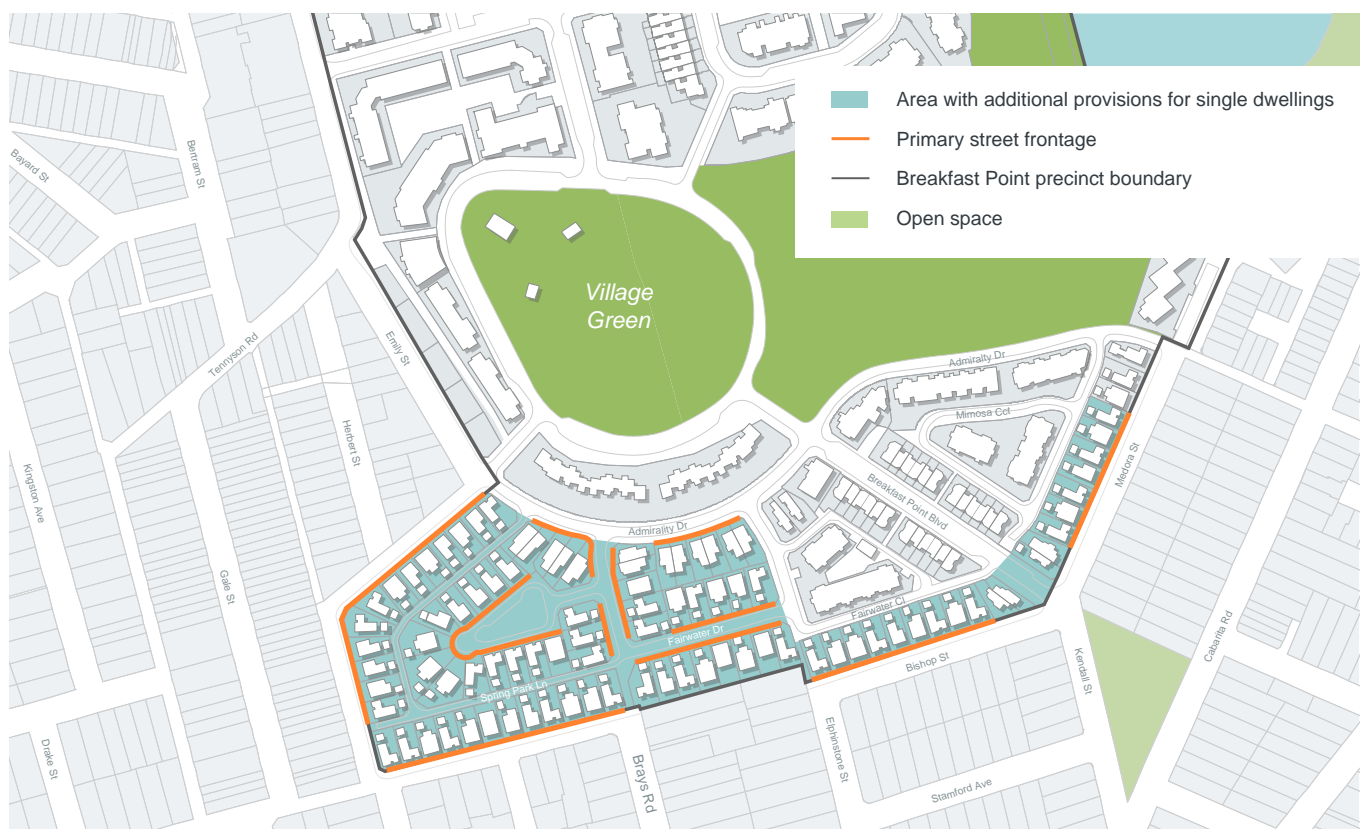 Area with additional provisions for single dwellings
Primary street frontage
Breakfast Point precinct boundary
Open space
Bayard St
Bertram St
Village
Green
Tennyson Rd
Emily St
Admiralty Dr
Mimosa Cct
Herbert St
Kingston Ave
Medora St
Breakfast Point Blvd
Admirality Dr
Gale St
Fairwater Cl
Fairwater Dr
Cabarita Rd
Bishop St
Kendall St
Spring Park Ln
Drake St
Brays Rd
Elphinstone St
Stamford Ave